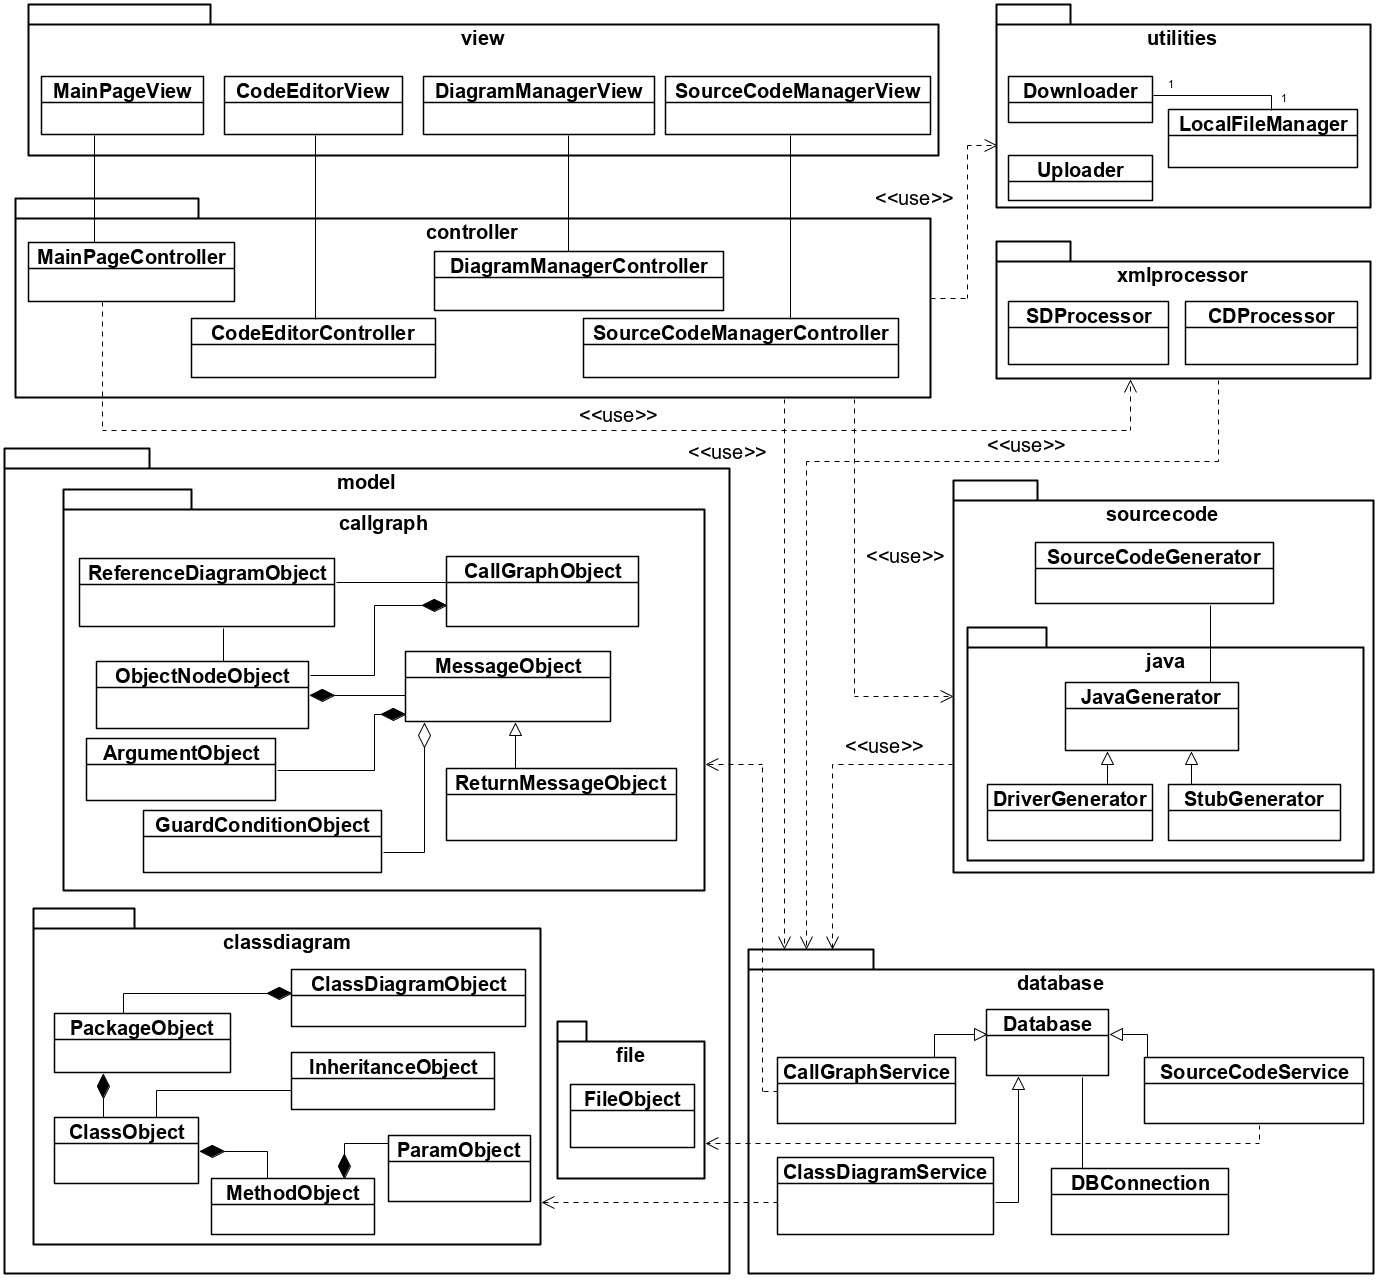 view
MainPageView
CodeEditorView
DiagramManagerView
SourceCodeManagerView
utilities
Downloader
1
1
LocalFileManager
Uploader
<<use>>
controller
MainPageController
DiagramManagerController
CodeEditorController
SourceCodeManagerController
xmlprocessor
SDProcessor
CDProcessor
<<use>>
<<use>>
<<use>>
model
callgraph
ReferenceDiagramObject
CallGraphObject
ObjectNodeObject
MessageObject
ArgumentObject
ReturnMessageObject
GuardConditionObject
<<use>>
<<use>>
sourcecode
SourceCodeGenerator
java
JavaGenerator
DriverGenerator
StubGenerator
classdiagram
ClassDiagramObject
PackageObject
InheritanceObject
ClassObject
ParamObject
MethodObject
file
FileObject
database
Database
CallGraphService
SourceCodeService
ClassDiagramService
DBConnection